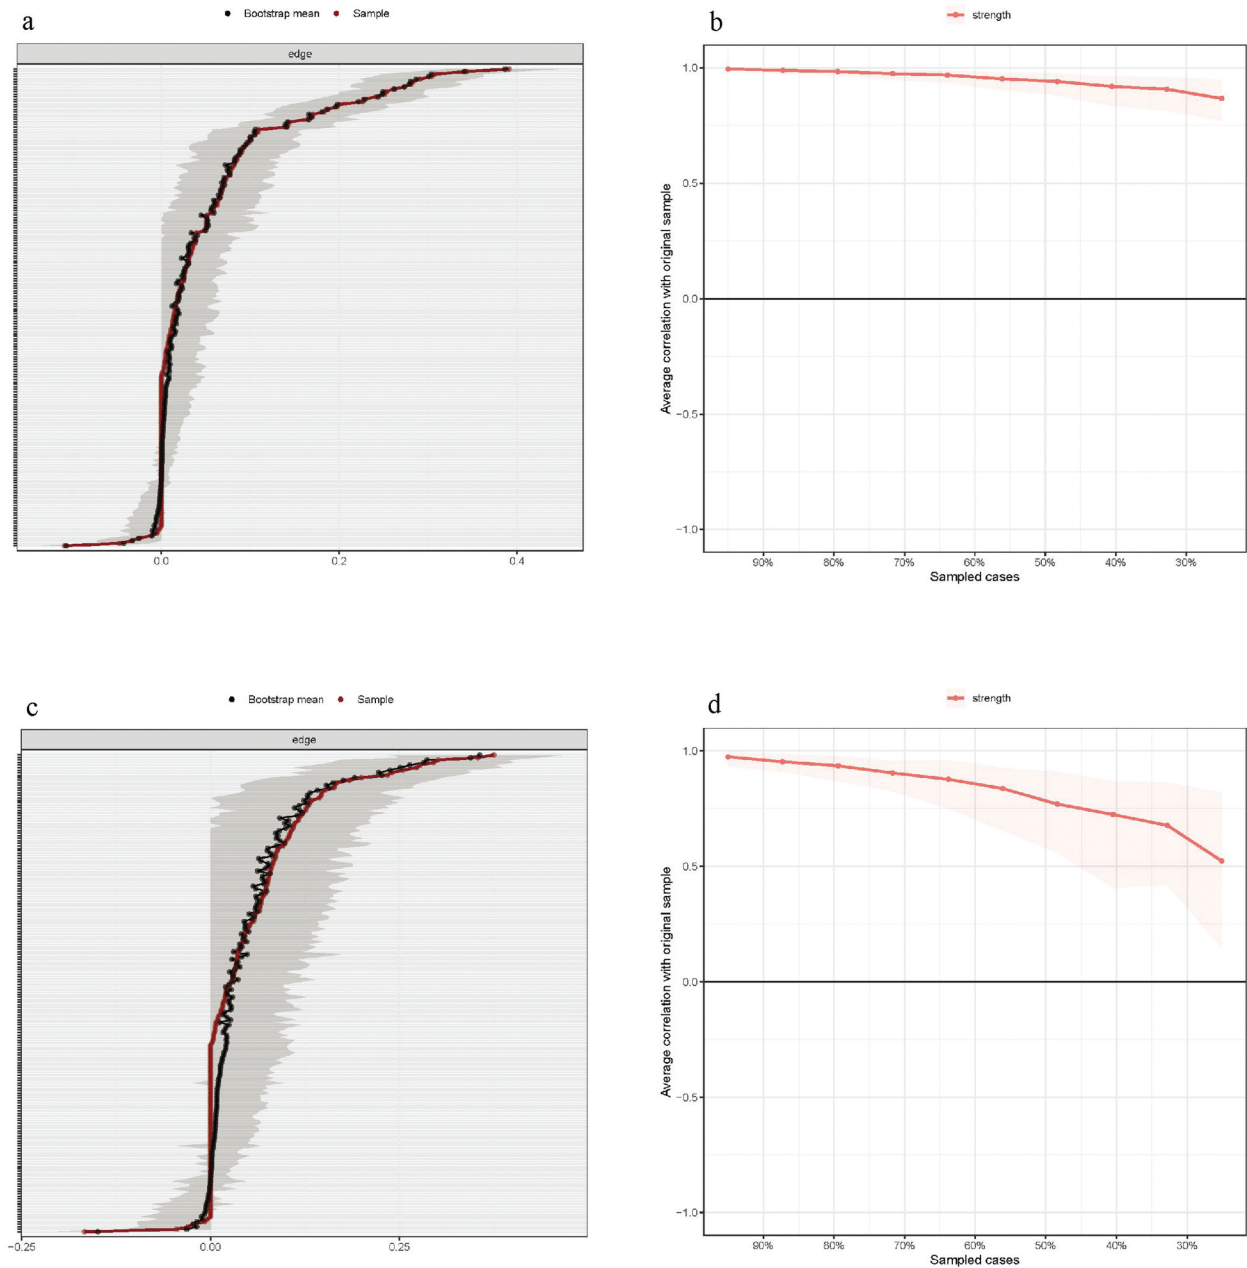 a
Bootstrap mean Sample
edge
0.0 0.2 0.4
b
strength
Average correlation with original sample
1.0
0.5
0.0
−0.5
−1.0
90% 80% 70% 60% 50% 40% 30%
Sampled cases
c
Bootstrap mean Sample
edge
−0.25 0.00 0.25
d
strength
Average correlation with original sample
1.0
0.5
0.0
−0.5
−1.0
90% 80% 70% 60% 50% 40% 30%
Sampled cases